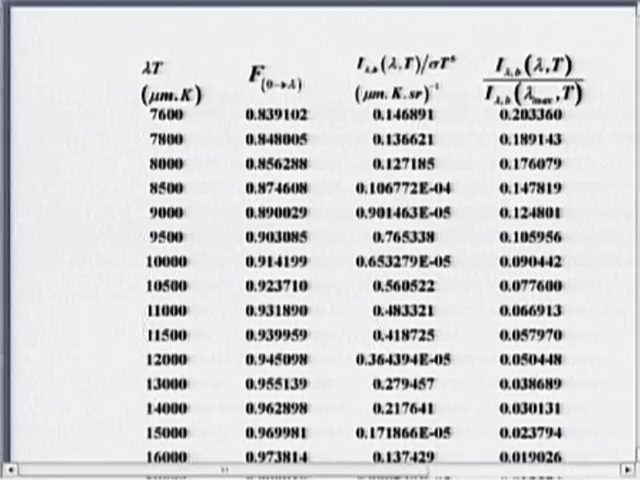 λT F(0→λ) I λ,b (λ,T)/σT⁵ I λ,b (λ,T)
(μm.K) (μm.K.sr)⁻¹ I λ,b (λmax,T)
7600 0.839102 0.146891 0.203360
7800 0.848005 0.136621 0.189143
8000 0.856288 0.127185 0.176079
8500 0.874608 0.106772E-04 0.147819
9000 0.890029 0.901463E-05 0.124801
9500 0.903085 0.765338 0.105956
10000 0.914199 0.653279E-05 0.090442
10500 0.923710 0.560522 0.077600
11000 0.931890 0.483321 0.066913
11500 0.939959 0.418725 0.057970
12000 0.945098 0.364394E-05 0.050448
13000 0.955139 0.279457 0.038689
14000 0.962898 0.217641 0.030131
15000 0.969981 0.171866E-05 0.023794
16000 0.973814 0.137429 0.019026